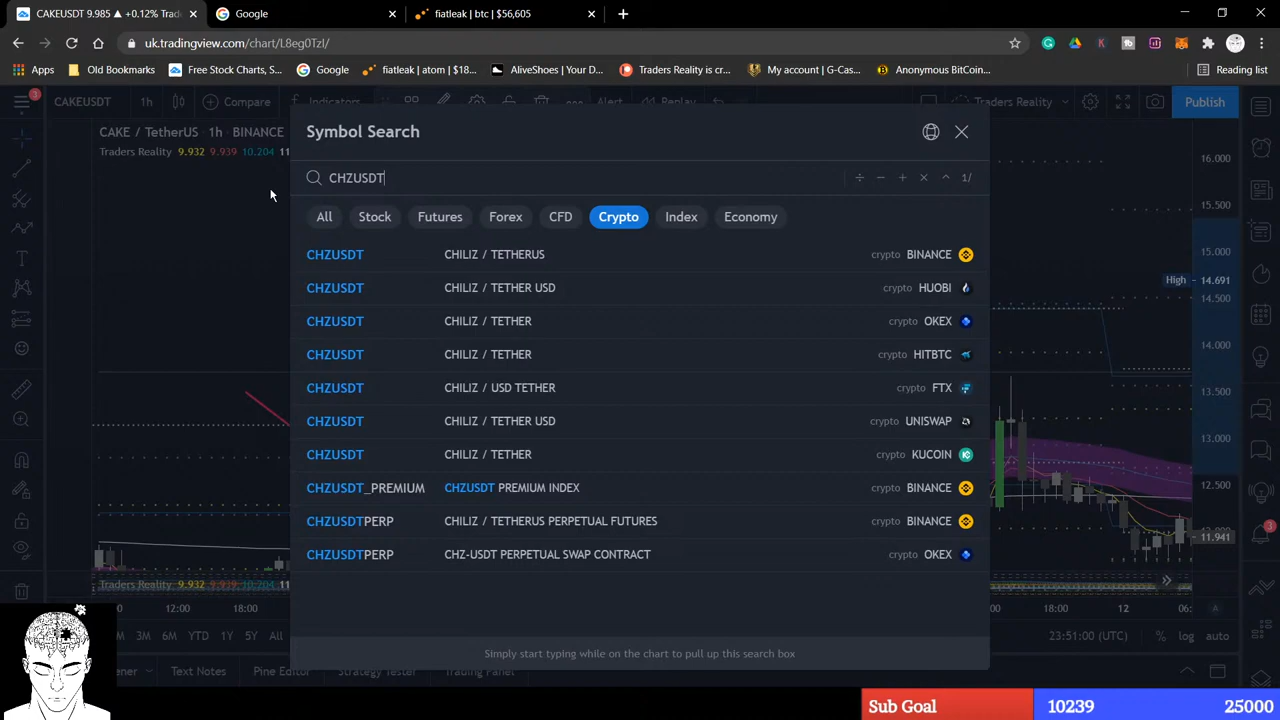 CAKEUSDT 9.985 ▲ +0.12% Trad
Google
fiatleak | btc | $56,605
uk.tradingview.com/chart/L8eg0TzI/
Apps
Old Bookmarks
Free Stock Charts, S...
Google
fiatleak | atom | $18...
AliveShoes | Your D...
Traders Reality is cr...
My account | G-Cas...
Anonymous BitCoin...
Reading list
3
CAKEUSDT
1h
Compare
Indicators
Alert
Replay
Traders Reality
Publish
CAKE / TetherUS · 1h · BINANCE
Traders Reality 9.932 9.939 10.204 11
Symbol Search
CHZUSDT
÷ − + × ^ 1/
All Stock Futures Forex CFD Crypto Index Economy
CHZUSDT CHILIZ / TETHERUS crypto BINANCE
CHZUSDT CHILIZ / TETHER USD crypto HUOBI
CHZUSDT CHILIZ / TETHER crypto OKEX
CHZUSDT CHILIZ / TETHER crypto HITBTC
CHZUSDT CHILIZ / USD TETHER crypto FTX
CHZUSDT CHILIZ / TETHER USD crypto UNISWAP
CHZUSDT CHILIZ / TETHER crypto KUCOIN
CHZUSDT_PREMIUM CHZUSDT PREMIUM INDEX crypto BINANCE
CHZUSDTPERP CHILIZ / TETHERUS PERPETUAL FUTURES crypto BINANCE
CHZUSDTPERP CHZ-USDT PERPETUAL SWAP CONTRACT crypto OKEX
Simply start typing while on the chart to pull up this search box
16.000
15.500
15.000
High 14.691
14.500
14.000
13.500
13.000
12.500
11.941
3
Traders Reality 9.932 9.939 10.204 11
12:00
18:00
18:00
12
06:
3M 6M YTD 1Y 5Y All
23:51:00 (UTC)
% log auto
Text Notes
Pine Editor
Strategy Tester
Trading Panel
Sub Goal 10239 25000